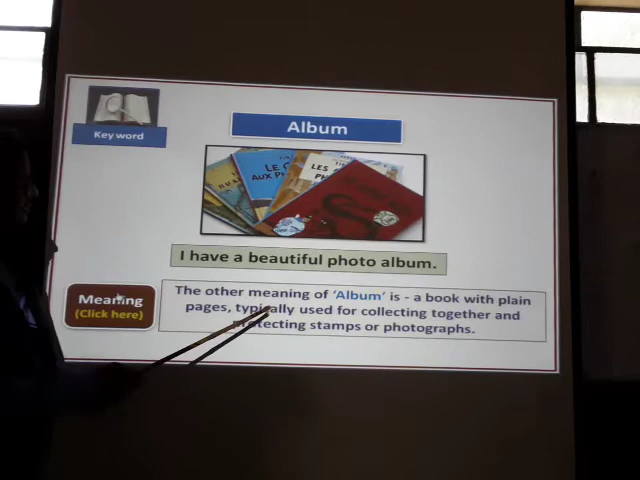 Key word
Album
LES
I have a beautiful photo album.
Meaning
(Click here)
The other meaning of 'Album' is - a book with plain
pages, typically used for collecting together and
protecting stamps or photographs.